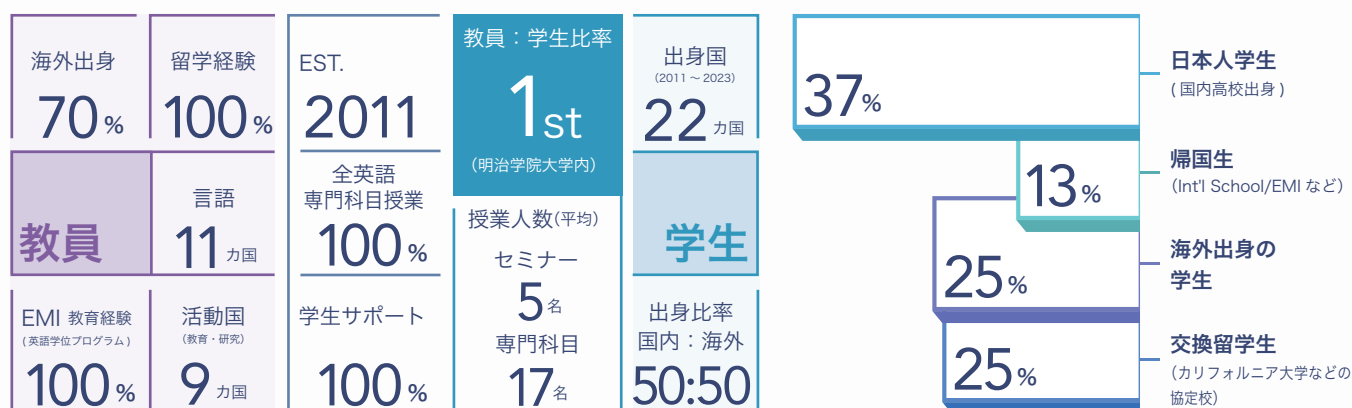 海外出身
70%
留学経験
100%
教員
言語
11カ国
EMI 教育経験
(英語学位プログラム)
100%
活動国
(教育・研究)
9カ国
EST.
2011
全英語
専門科目授業
100%
学生サポート
100%
教員：学生比率
1st
(明治学院大学内)
授業人数(平均)
セミナー
5名
専門科目
17名
出身国
(2011～2023)
22カ国
学生
出身比率
国内：海外
50:50
37%
日本人学生
(国内高校出身)
13%
帰国生
(Int'l School/EMI など)
25%
海外出身の
学生
25%
交換留学生
(カリフォルニア大学などの
協定校)